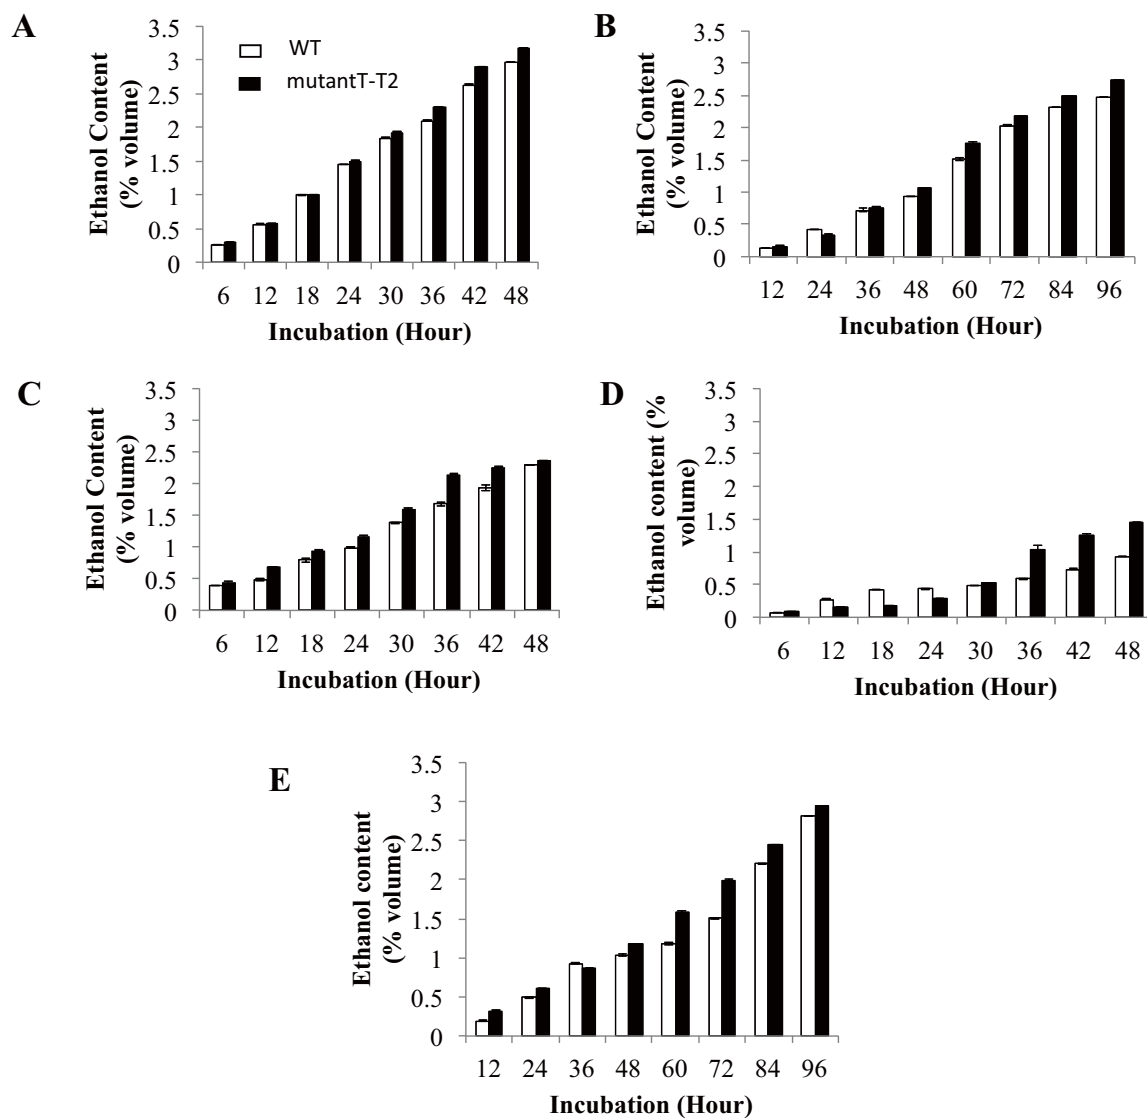 A
Ethanol Content
(% volume)
3.5
3
2.5
2
1.5
1
0.5
0
WT
mutantT-T2
6 12 18 24 30 36 42 48
Incubation (Hour)
B
Ethanol Content
(% volume)
3.5
3
2.5
2
1.5
1
0.5
0
12 24 36 48 60 72 84 96
Incubation (Hour)
C
Ethanol Content
(% volume)
3.5
3
2.5
2
1.5
1
0.5
0
6 12 18 24 30 36 42 48
Incubation (Hour)
D
Ethanol content (%
volume)
3.5
3
2.5
2
1.5
1
0.5
0
6 12 18 24 30 36 42 48
Incubation (Hour)
E
Ethanol content
(% volume)
3.5
3
2.5
2
1.5
1
0.5
0
12 24 36 48 60 72 84 96
Incubation (Hour)